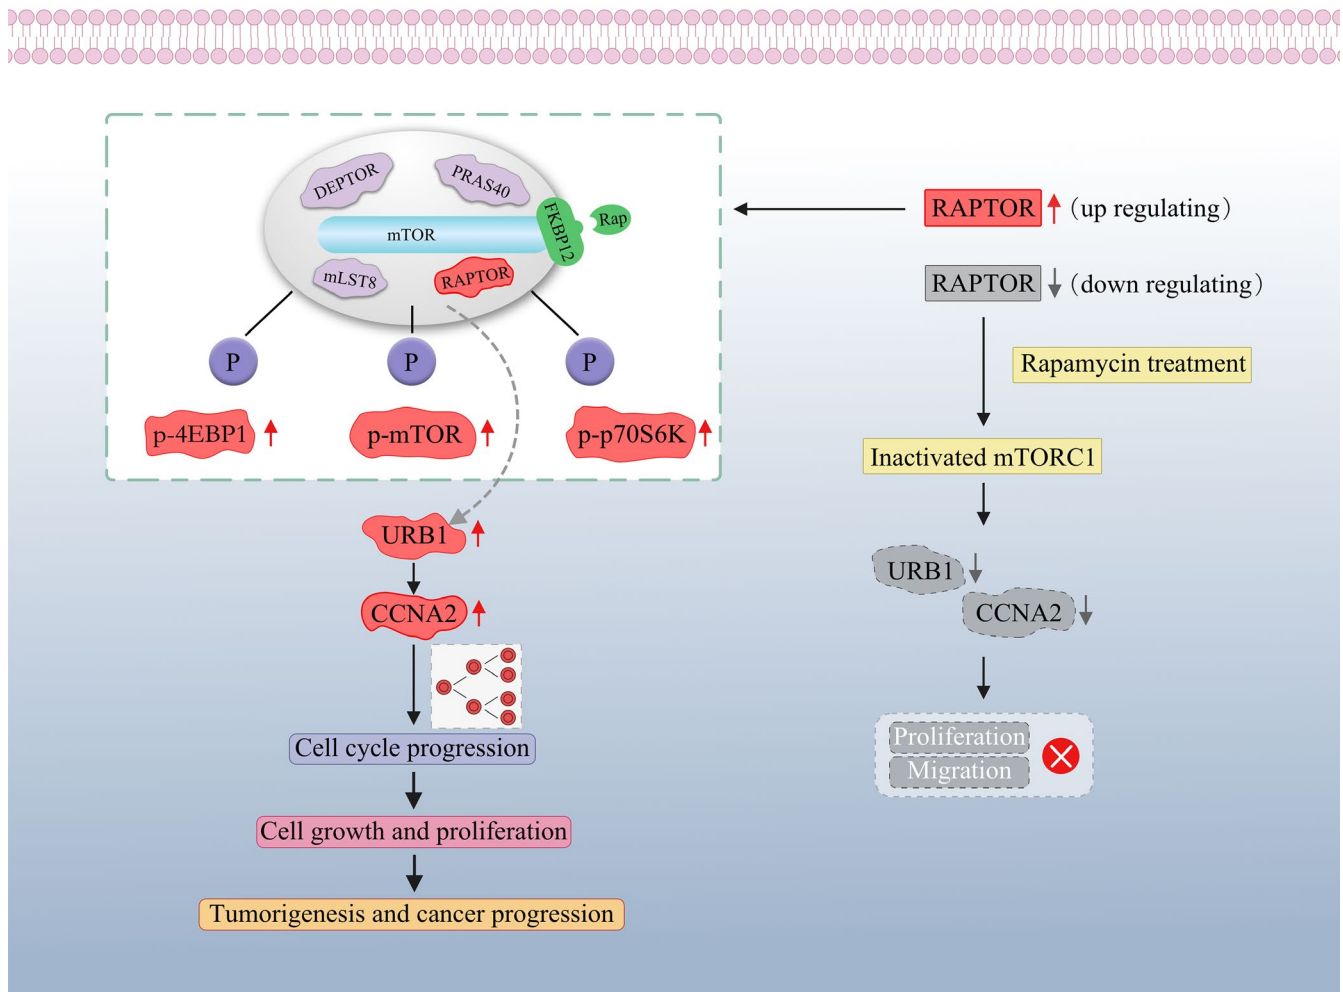 DEPTOR
PRAS40
FKBP12
Rap
mTOR
mLST8
RAPTOR
P
P
P
p-4EBP1
p-mTOR
p-p70S6K
URB1
CCNA2
Cell cycle progression
Cell growth and proliferation
Tumorigenesis and cancer progression
RAPTOR (up regulating)
RAPTOR (down regulating)
Rapamycin treatment
Inactivated mTORC1
URB1
CCNA2
Proliferation
Migration